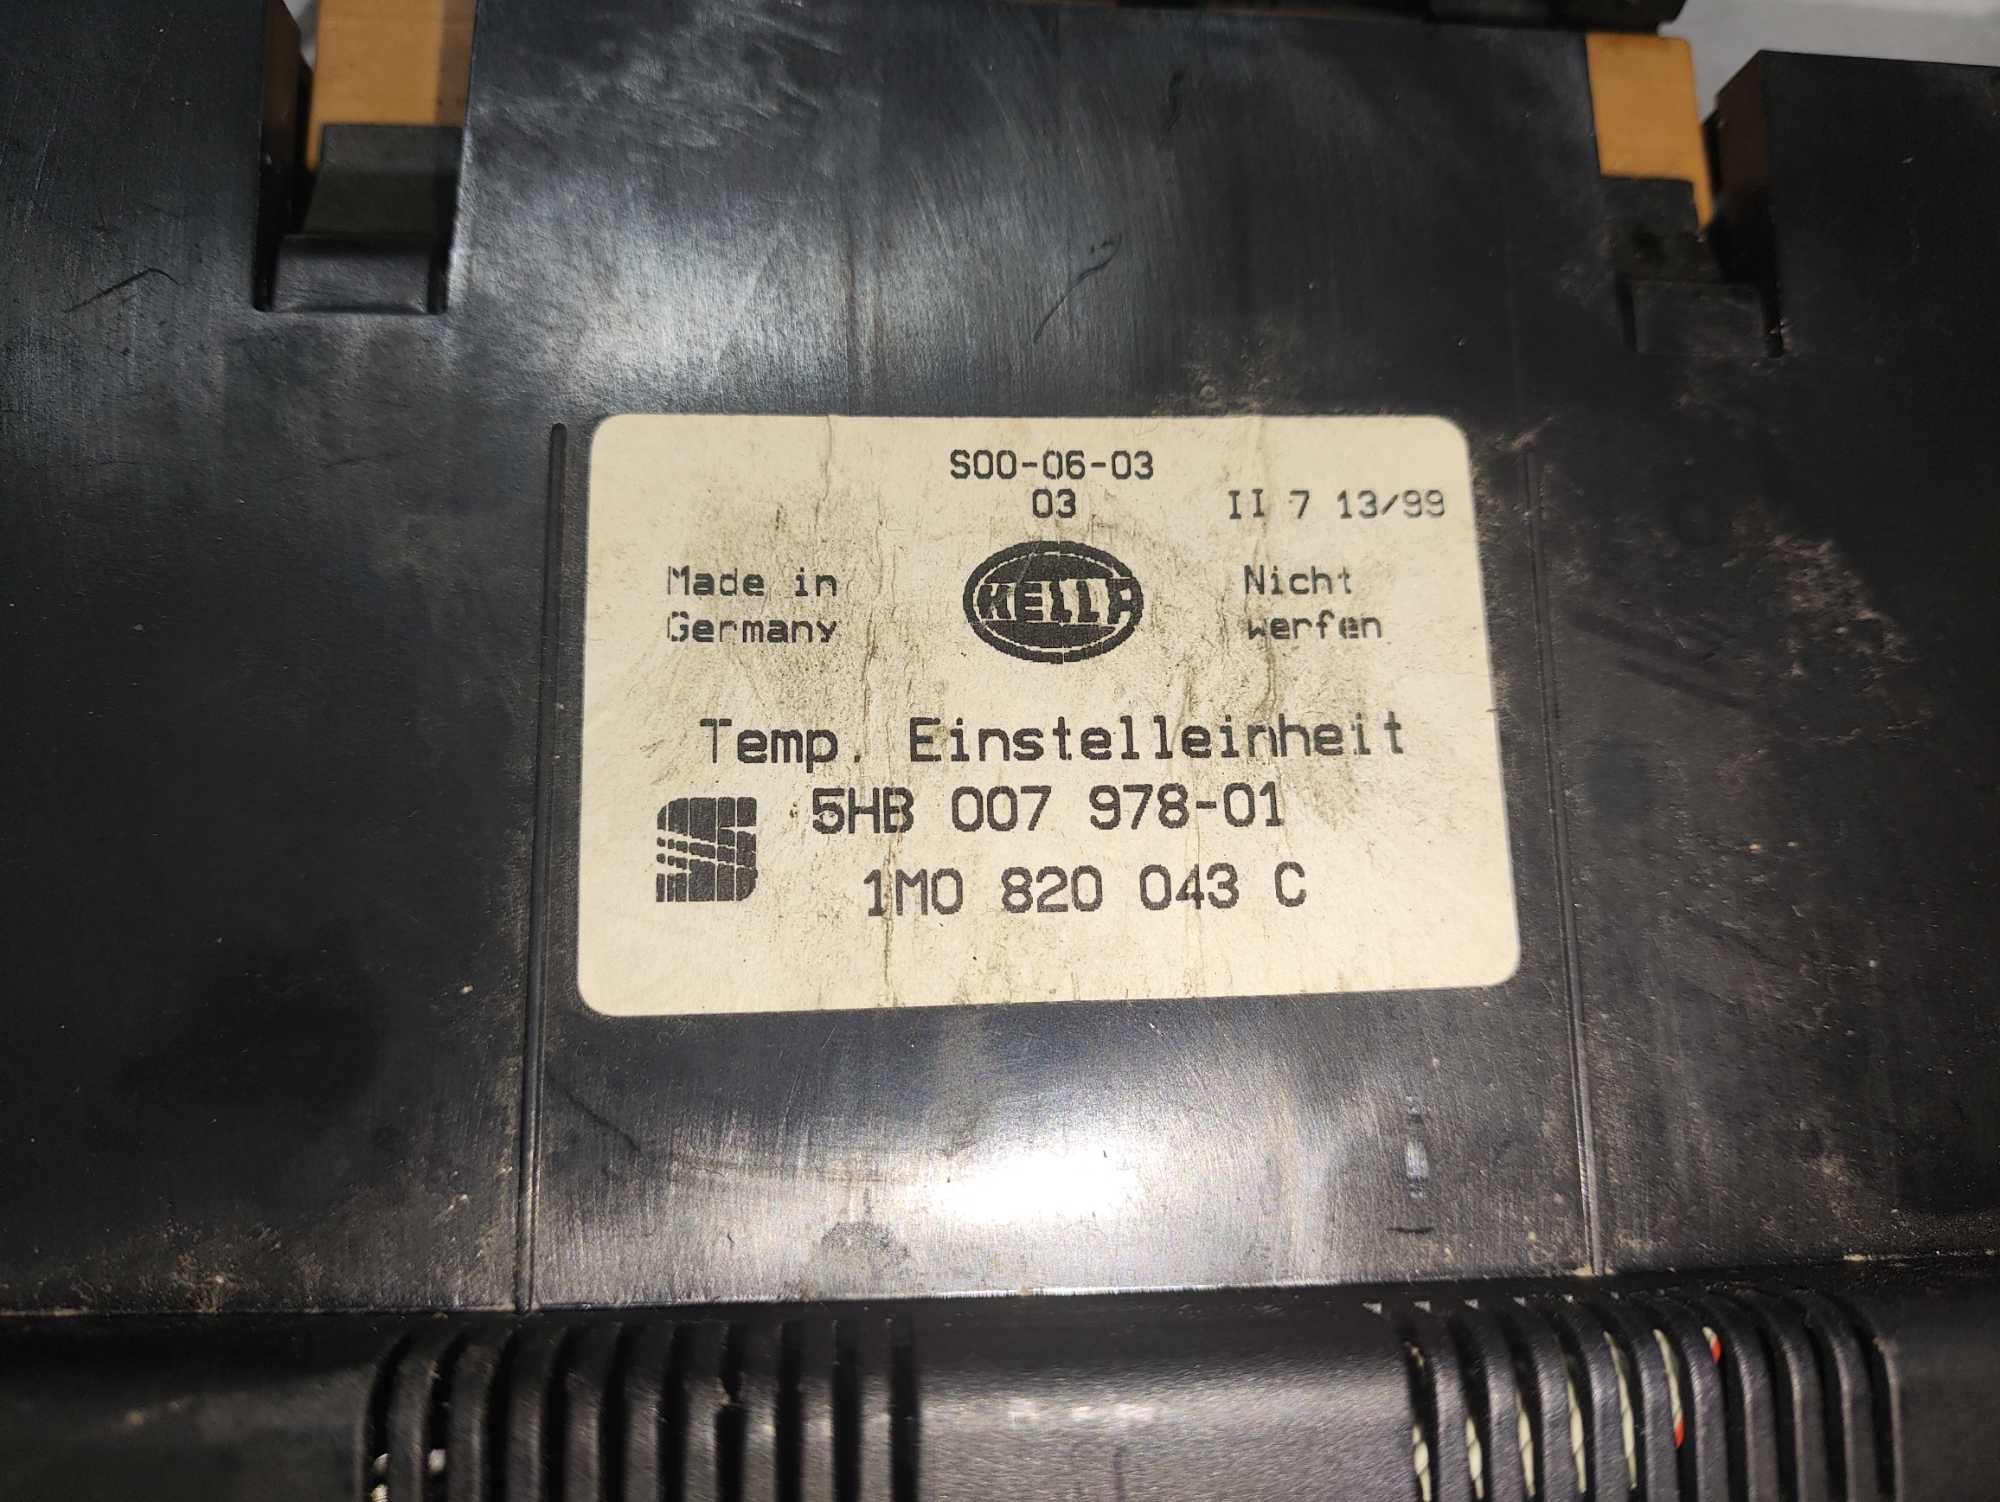 S00-06-03
03 II 7 13/99
Made in
Germany
HELLA
Nicht
werfen
Temp. Einstelleinheit
5HB 007 978-01
1M0 820 043 C